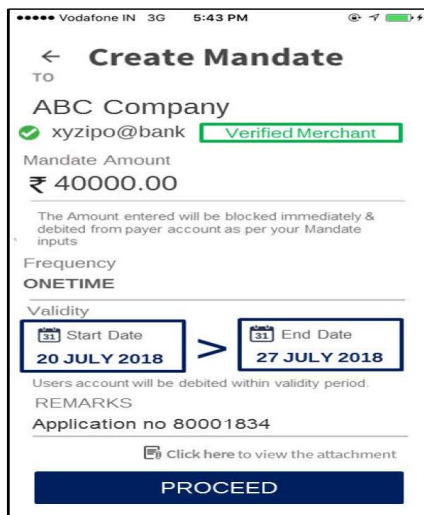 Vodafone IN 3G 5:43 PM
← Create Mandate
TO
ABC Company
xyzipo@bank Verified Merchant
Mandate Amount
₹ 40000.00
The Amount entered will be blocked immediately &
debited from payer account as per your Mandate
inputs
Frequency
ONETIME
Validity
31 Start Date > 31 End Date
20 JULY 2018 27 JULY 2018
Users account will be debited within validity period.
REMARKS
Application no 80001834
Click here to view the attachment
PROCEED